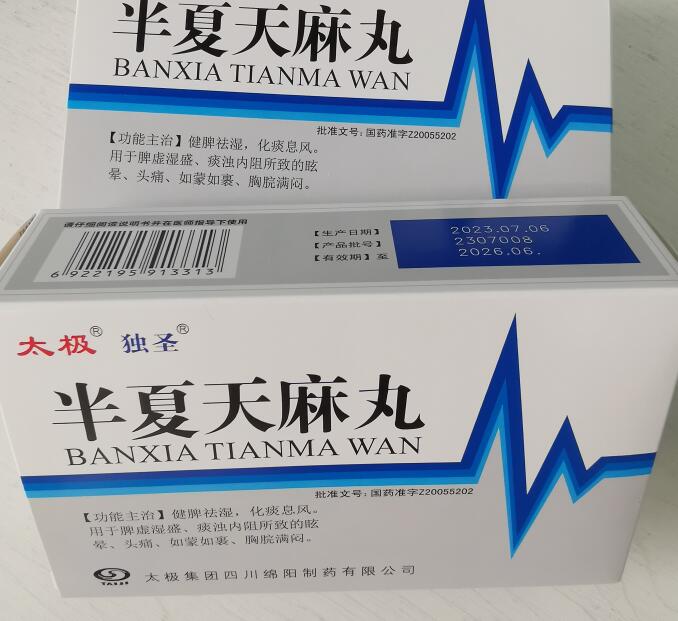 半夏天麻丸
BANXIA TIANMA WAN
批准文号：国药准字Z20055202
【功能主治】健脾祛湿，化痰息风。
用于脾虚湿盛、痰浊内阻所致的眩
晕、头痛、如蒙如裹、胸脘满闷。
请仔细阅读说明书并在医师指导下使用
6 922195 913313
【生产日期】 2023.07.06
【产品批号】 2307008
【有效期】至 2026.06.
太极® 独圣®
半夏天麻丸
BANXIA TIANMA WAN
批准文号：国药准字Z20055202
【功能主治】健脾祛湿，化痰息风。
用于脾虚湿盛、痰浊内阻所致的眩
晕、头痛、如蒙如裹、胸脘满闷。
TAIJI 太极集团四川绵阳制药有限公司